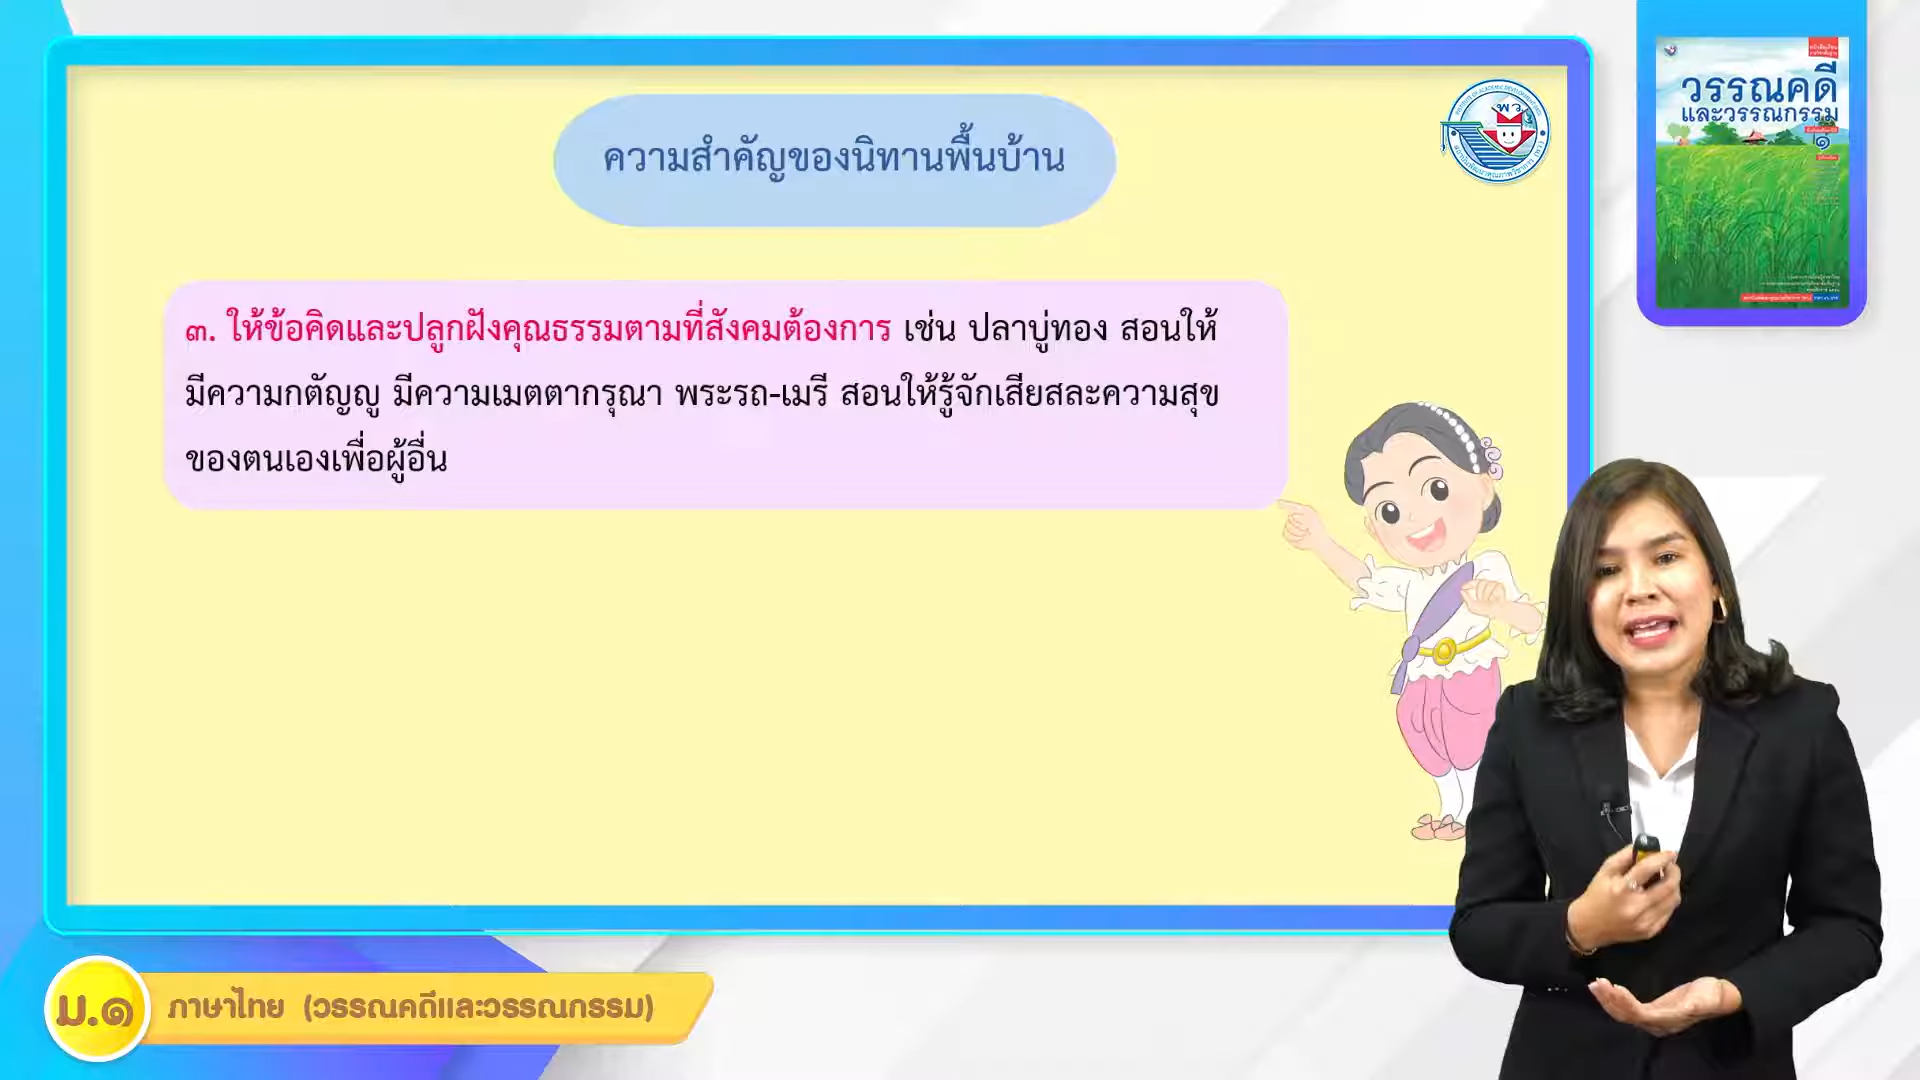 ความสำคัญของนิทานพื้นบ้าน
๓. ให้ข้อคิดและปลูกฝังคุณธรรมตามที่สังคมต้องการ เช่น ปลาบู่ทอง สอนให้
มีความกตัญญู มีความเมตตากรุณา พระรถ-เมรี สอนให้รู้จักเสียสละความสุข
ของตนเองเพื่อผู้อื่น
พว.
วรรณคดี
และวรรณกรรม
๑
ม.๑
ภาษาไทย (วรรณคดีและวรรณกรรม)